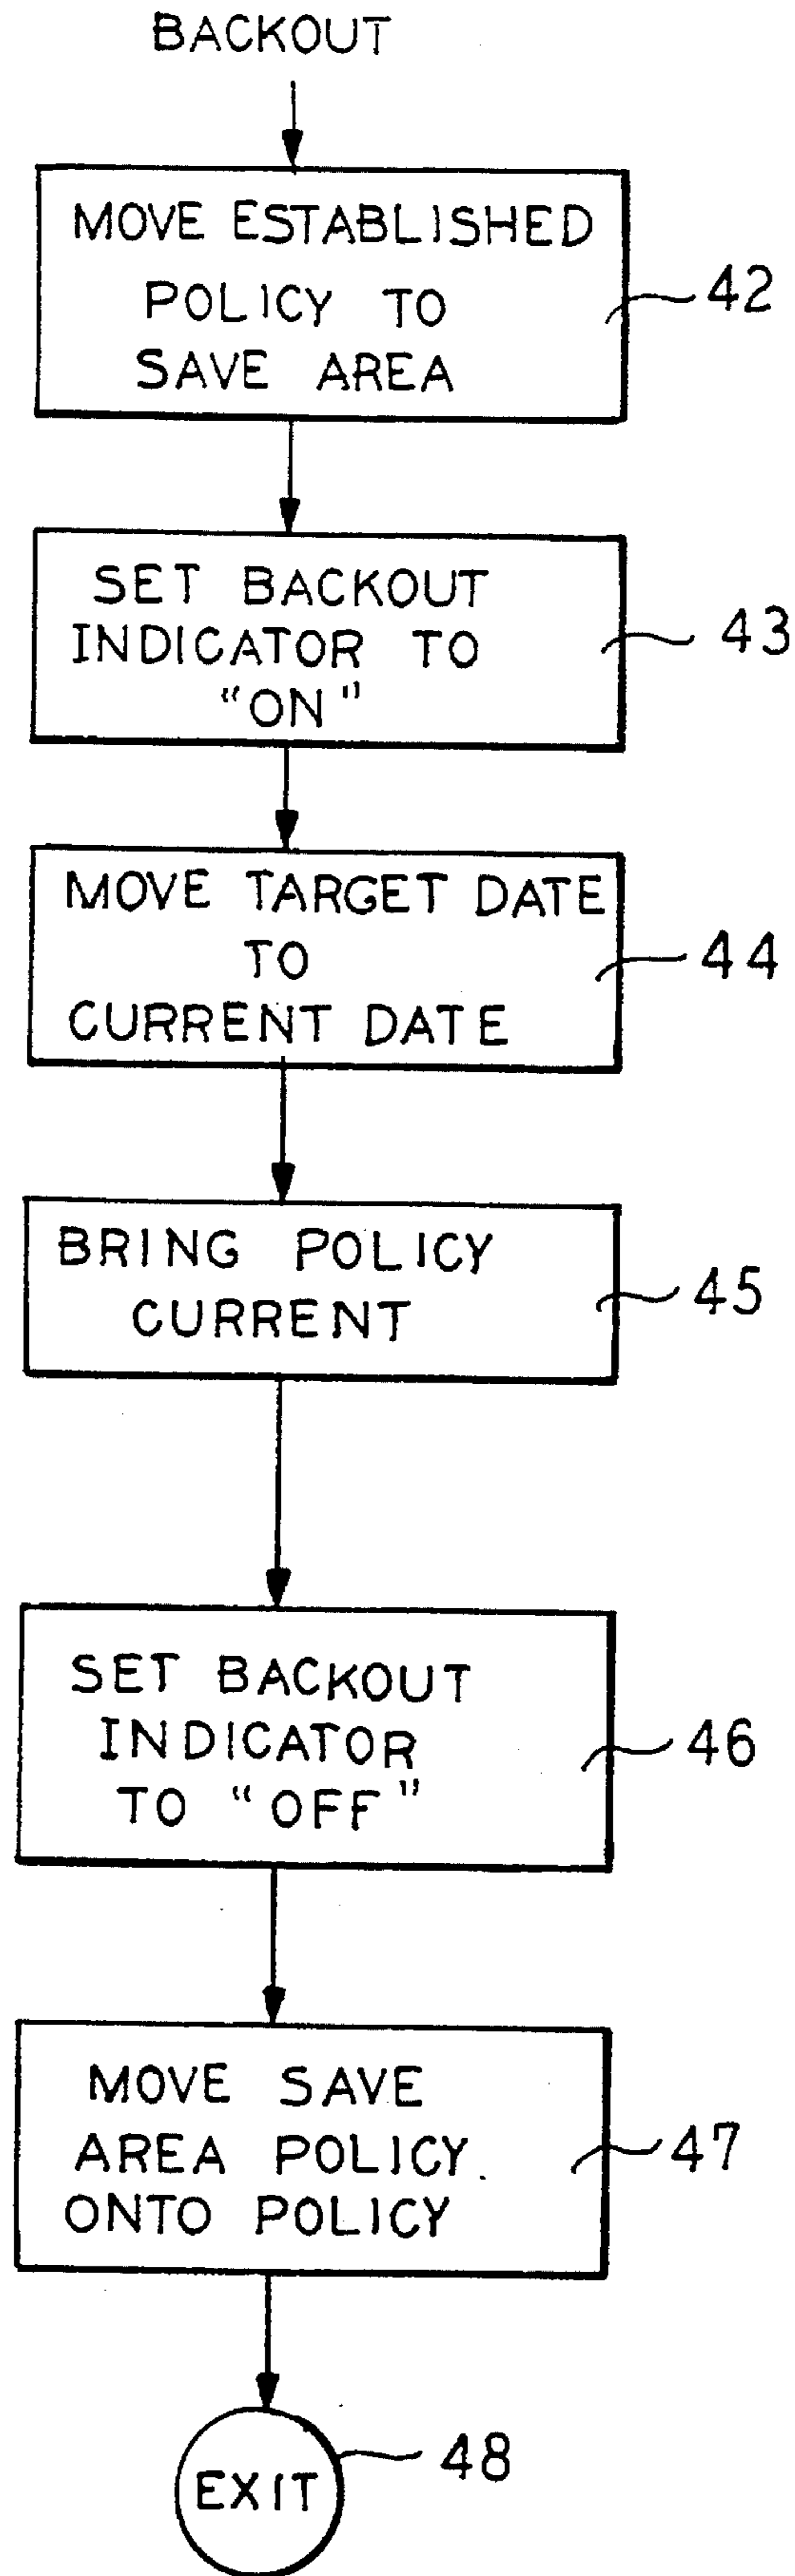 BACKOUT
MOVE ESTABLISHED
POLICY TO
SAVE AREA
42
SET BACKOUT
INDICATOR TO
"ON"
43
MOVE TARGET DATE
TO
CURRENT DATE
44
BRING POLICY
CURRENT
45
SET BACKOUT
INDICATOR
TO "OFF"
46
MOVE SAVE
AREA POLICY
ONTO POLICY
47
EXIT
48